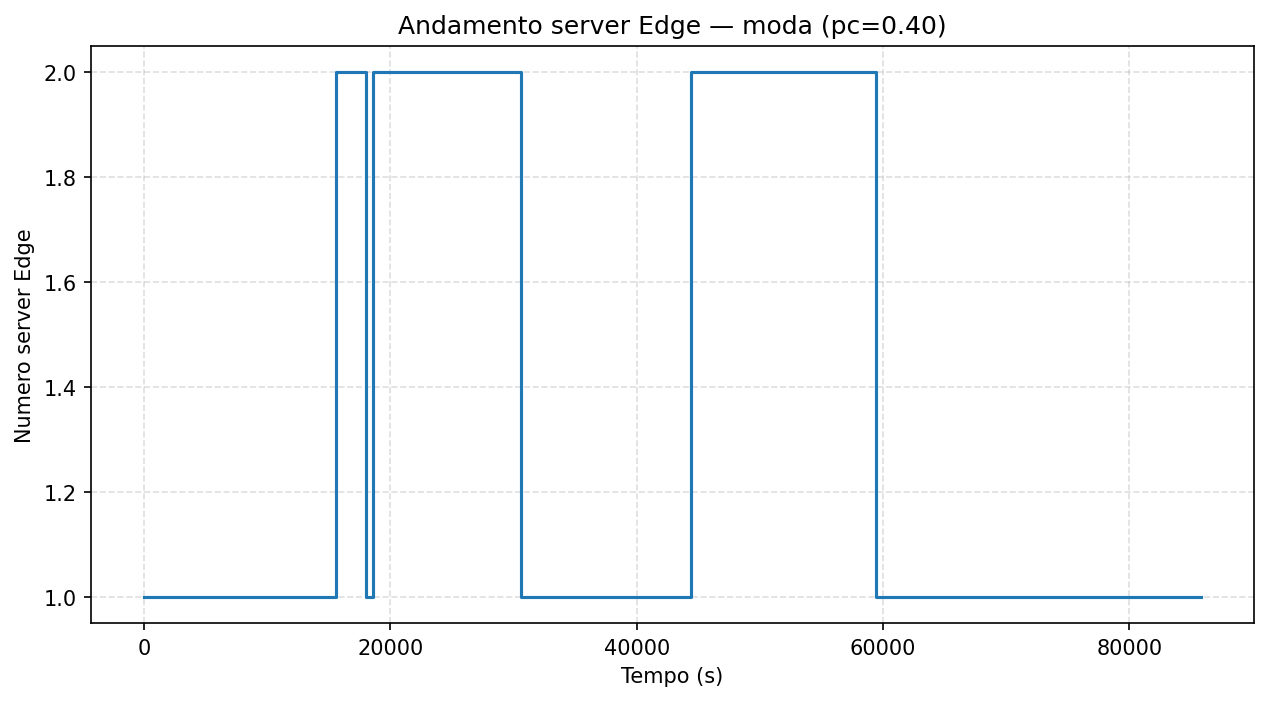 Andamento server Edge — moda (pc=0.40)
Numero server Edge
2.0
1.8
1.6
1.4
1.2
1.0
0 20000 40000 60000 80000
Tempo (s)